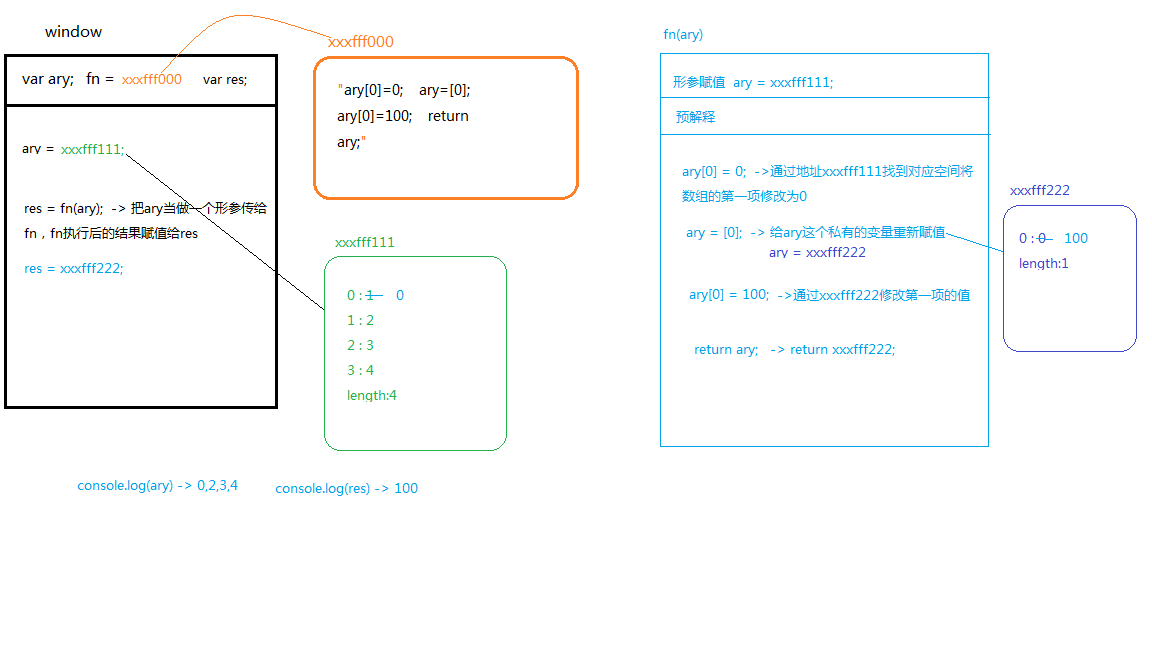 window
var ary; fn = xxxfff000 var res;
ary = xxxfff111;
res = fn(ary); -> 把ary当做一个形参传给
fn，fn执行后的结果赋值给res
res = xxxfff222;
xxxfff000
"ary[0]=0; ary=[0];
ary[0]=100; return
ary;"
xxxfff111
0 : 1 0
1 : 2
2 : 3
3 : 4
length:4
console.log(ary) -> 0,2,3,4
console.log(res) -> 100
fn(ary)
形参赋值 ary = xxxfff111;
预解释
ary[0] = 0; ->通过地址xxxfff111找到对应空间将
数组的第一项修改为0
ary = [0]; -> 给ary这个私有的变量重新赋值
ary = xxxfff222
ary[0] = 100; ->通过xxxfff222修改第一项的值
return ary; -> return xxxfff222;
xxxfff222
0 : 0 100
length:1